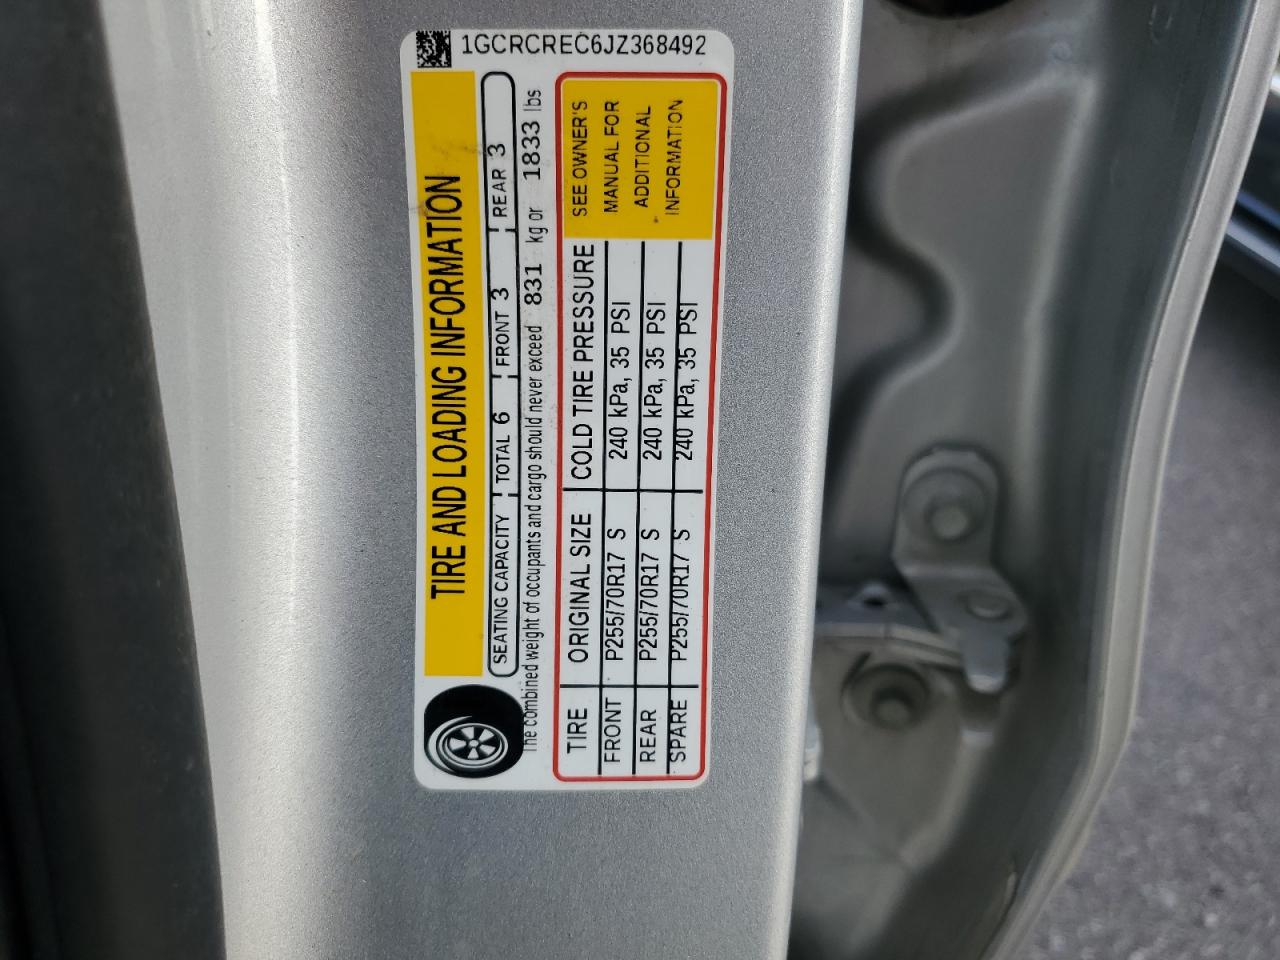 1GCRCREC6JZ368492
TIRE AND LOADING INFORMATION
SEATING CAPACITY TOTAL 6 FRONT 3 REAR 3
The combined weight of occupants and cargo should never exceed 831 kg or 1833 lbs
TIRE ORIGINAL SIZE COLD TIRE PRESSURE
FRONT P255/70R17 S 240 kPa, 35 PSI
REAR P255/70R17 S 240 kPa, 35 PSI
SPARE P255/70R17 S 240 kPa, 35 PSI
SEE OWNER'S
MANUAL FOR
ADDITIONAL
INFORMATION